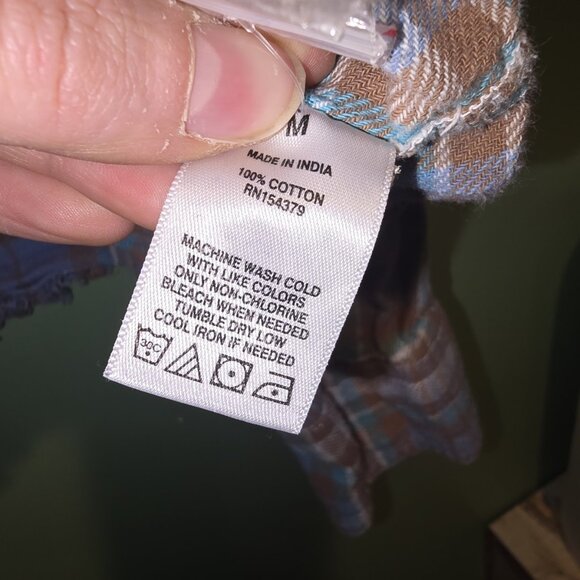 M
MADE IN INDIA
100% COTTON
RN154379
MACHINE WASH COLD
WITH LIKE COLORS
ONLY NON-CHLORINE
BLEACH WHEN NEEDED
TUMBLE DRY LOW
COOL IRON IF NEEDED
30C